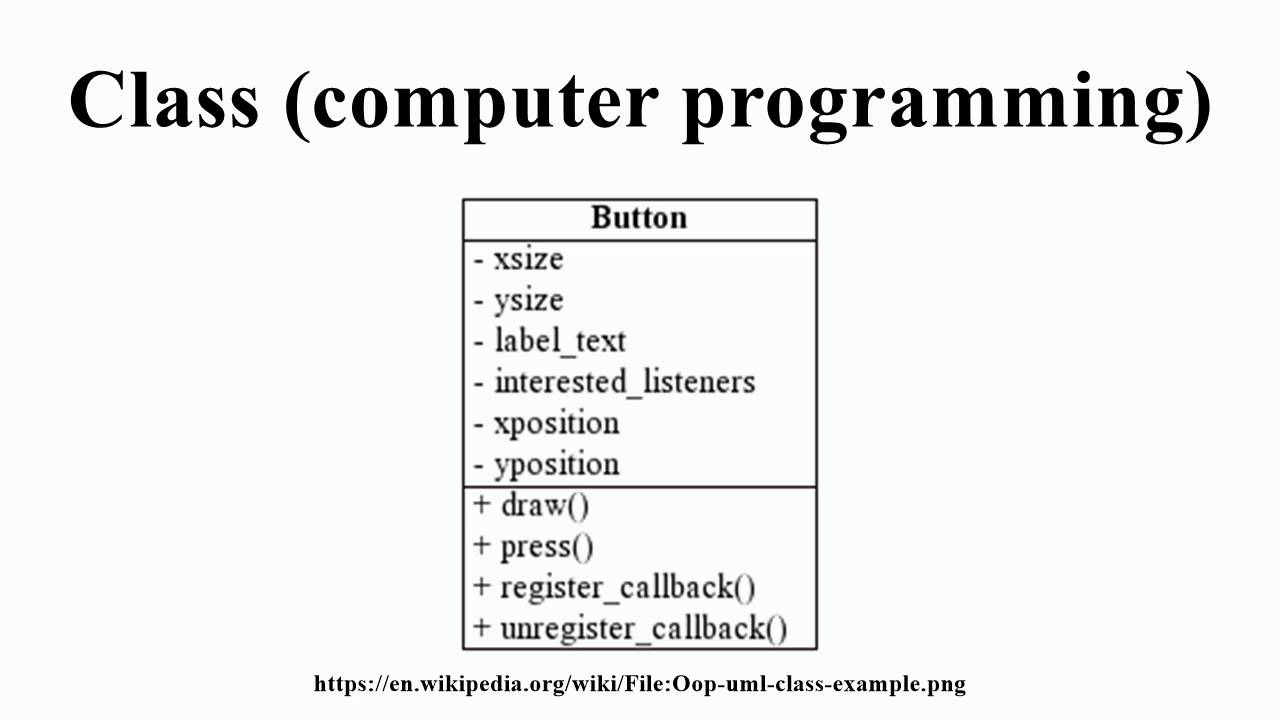 Class (computer programming)
Button
- xsize
- ysize
- label_text
- interested_listeners
- xposition
- yposition
+ draw()
+ press()
+ register_callback()
+ unregister_callback()
https://en.wikipedia.org/wiki/File:Oop-uml-class-example.png